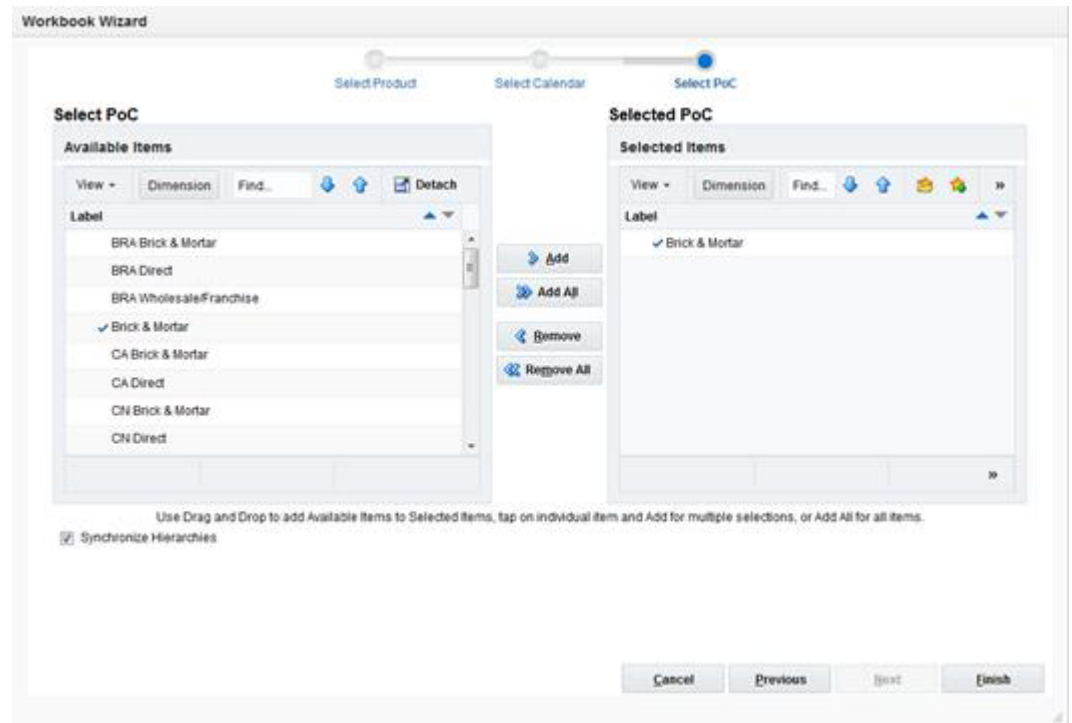 Workbook Wizard
Select Product Select Calendar Select PoC
Select PoC
Available Items
View Dimension Find... Detach
Label
BRA Brick & Mortar
BRA Direct
BRA Wholesale/Franchise
Brick & Mortar
CA Brick & Mortar
CA Direct
CN Brick & Mortar
CN Direct
Add
Add All
Remove
Remove All
Selected PoC
Selected Items
View Dimension Find... »
Label
Brick & Mortar
»
Use Drag and Drop to add Available Items to Selected Items, tap on individual item and Add for multiple selections, or Add All for all items.
Synchronize Hierarchies
Cancel Previous Next Finish